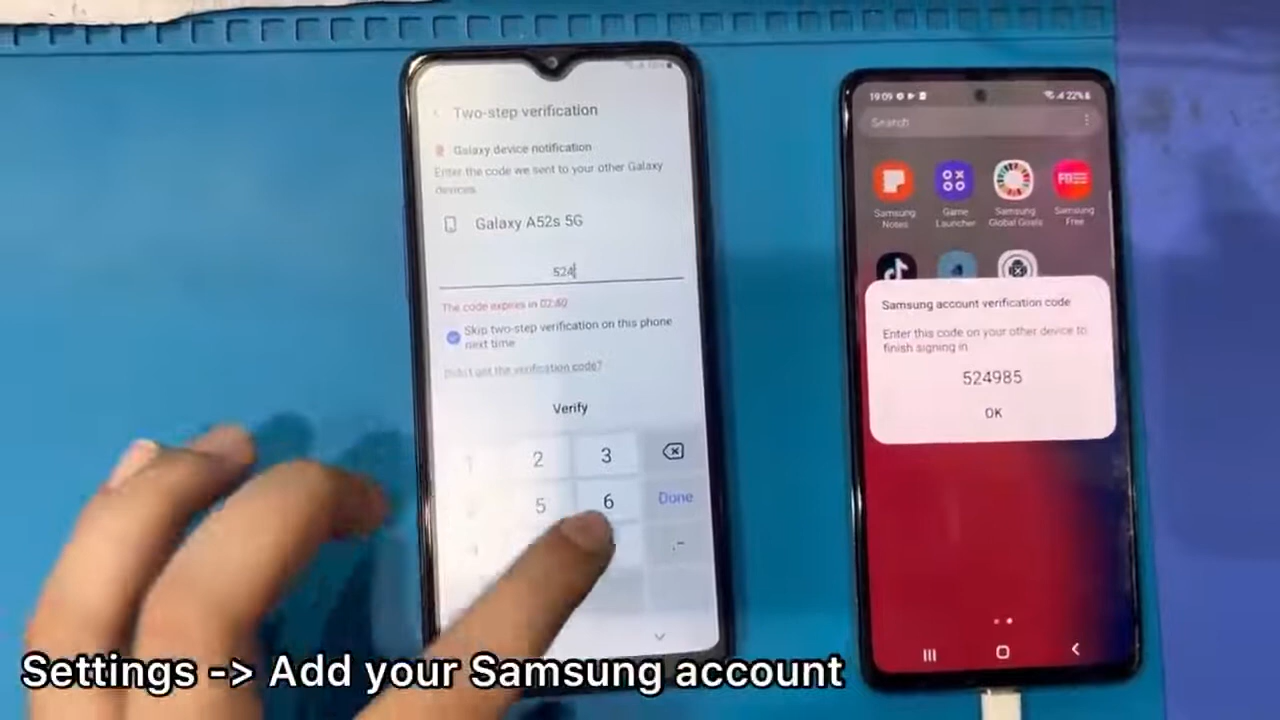 Two-step verification
Galaxy device notification
Enter the code we sent to your other Galaxy
devices.
Galaxy A52s 5G
524
The code expires in
Skip two-step verification on this phone
next time
Didn't get the verification code?
Verify
1 2 3
5 6 Done
.-
19:09
22%
Search
Samsung
Notes
Game
Launcher
Samsung
Global Goals
Samsung
Free
Samsung account verification code
Enter this code on your other device to
finish signing in
524985
OK
Settings -> Add your Samsung account